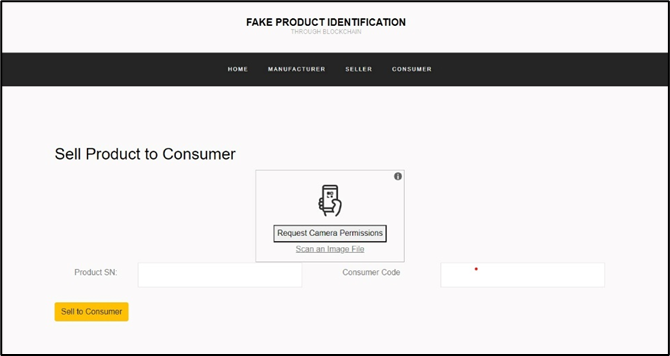 FAKE PRODUCT IDENTIFICATION
THROUGH BLOCKCHAIN
HOME MANUFACTURER SELLER CONSUMER
Sell Product to Consumer
Request Camera Permissions
Scan an Image File
Product SN: Consumer Code *
Sell to Consumer